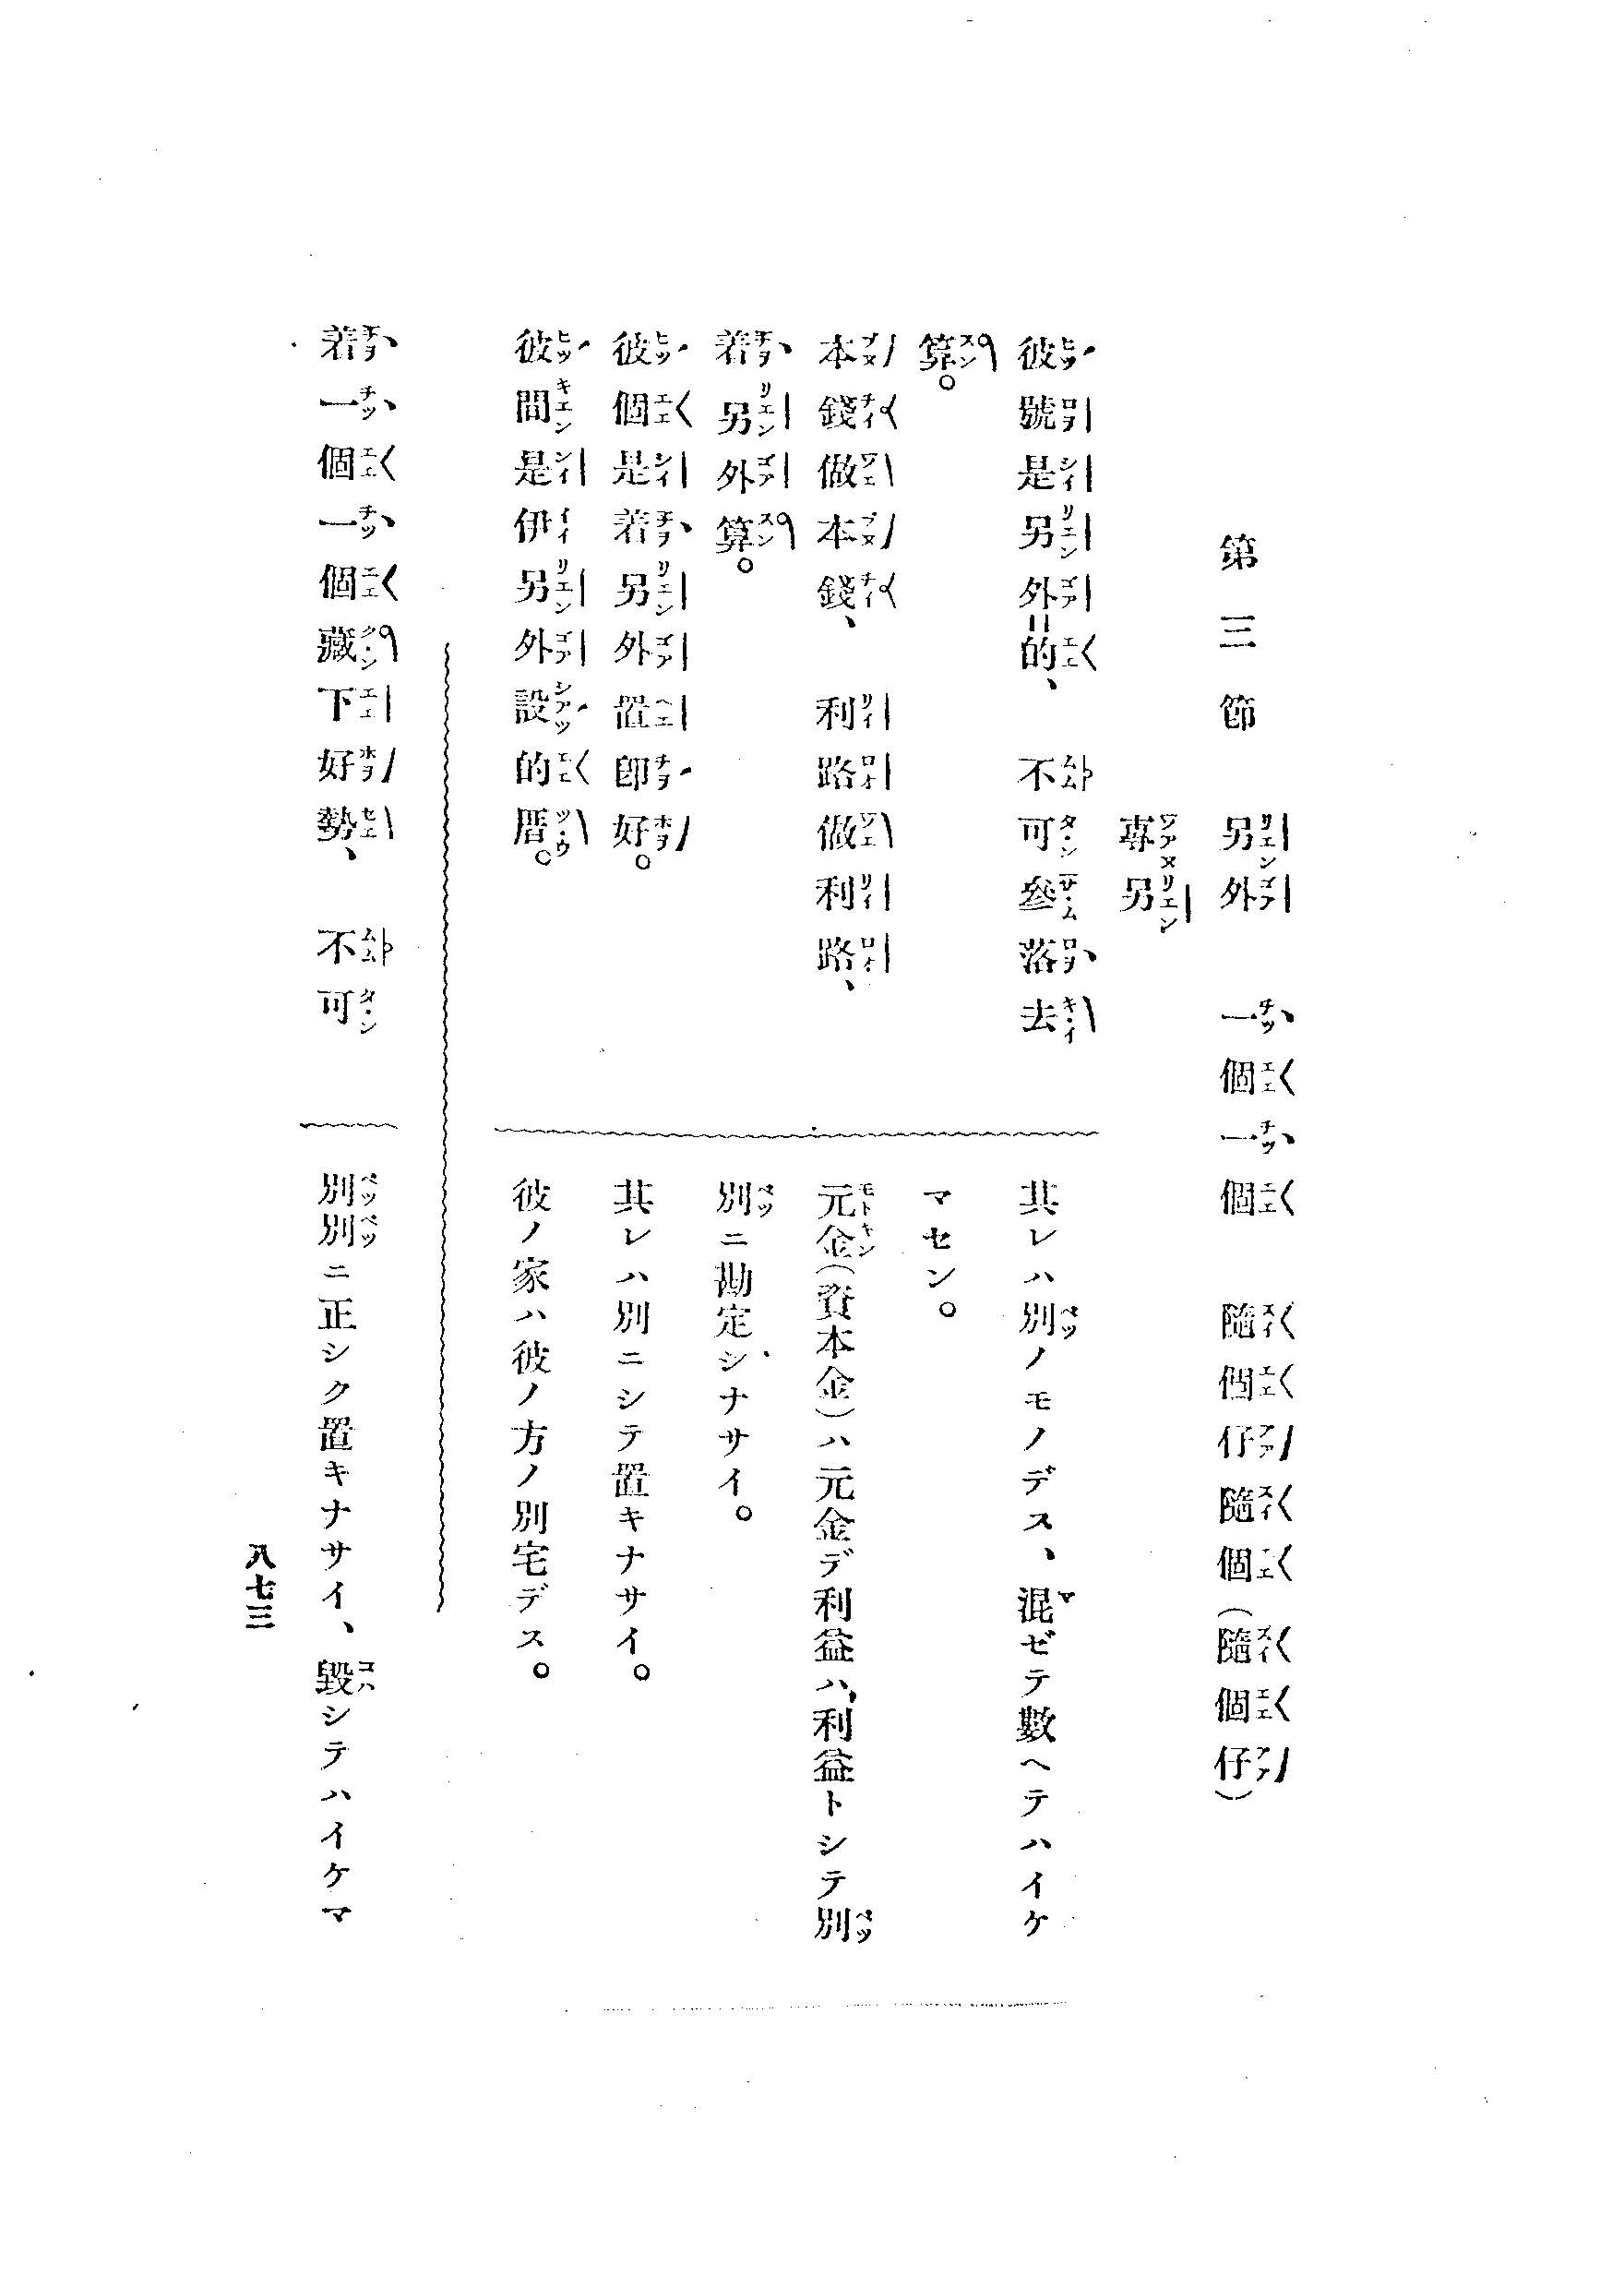 第三節　另外　一個一個　隨個仔隨個(隨個仔)
專另
彼號是另外=的、不可參落去
算。
其レハ別ノモノデス、混ゼテ數ヘテハイケ
マセン。
本錢做本錢、利路做利路、
着另外算。
元金(資本金)ハ元金デ利益ハ、利益トシテ別
別ニ勘定シナサイ。
彼個是着另外置卽好。
其レハ別ニシテ置キナサイ。
彼間是伊另外設的厝。
彼ノ家ハ彼ノ方ノ別宅デス。
着一個一個藏下好勢、不可
別別ニ正シク置キナサイ、毀シテハイケマ
八七三